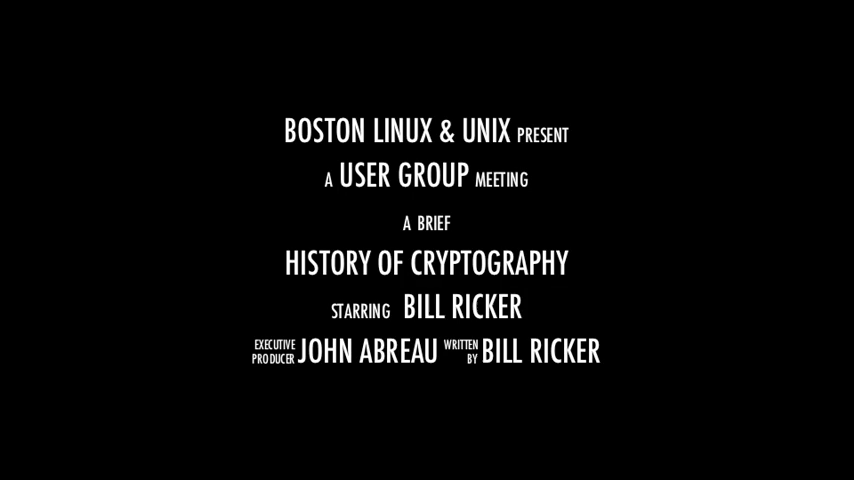 BOSTON LINUX & UNIX PRESENT
A USER GROUP MEETING
A BRIEF
HISTORY OF CRYPTOGRAPHY
STARRING BILL RICKER
EXECUTIVE PRODUCER JOHN ABREAU WRITTEN BY BILL RICKER